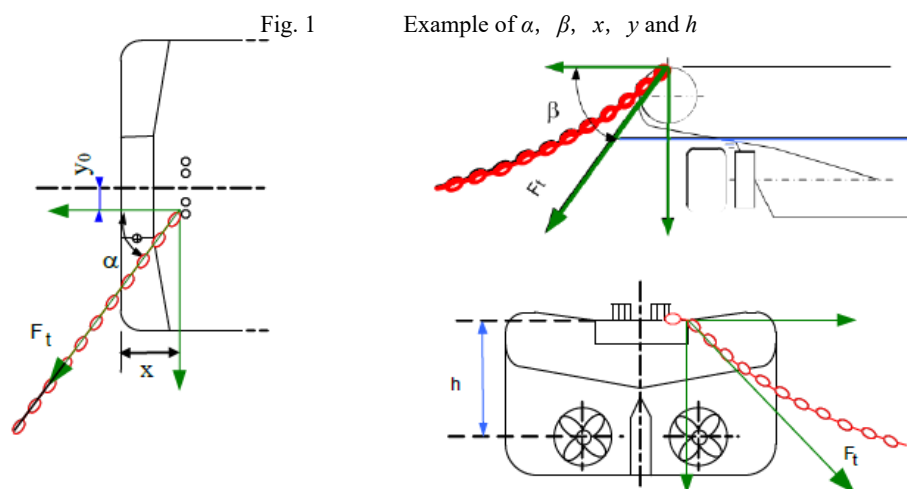 Fig. 1 Example of α, β, x, y and h
y₀
α
Fₜ
x
β
Fₜ
h
Fₜ